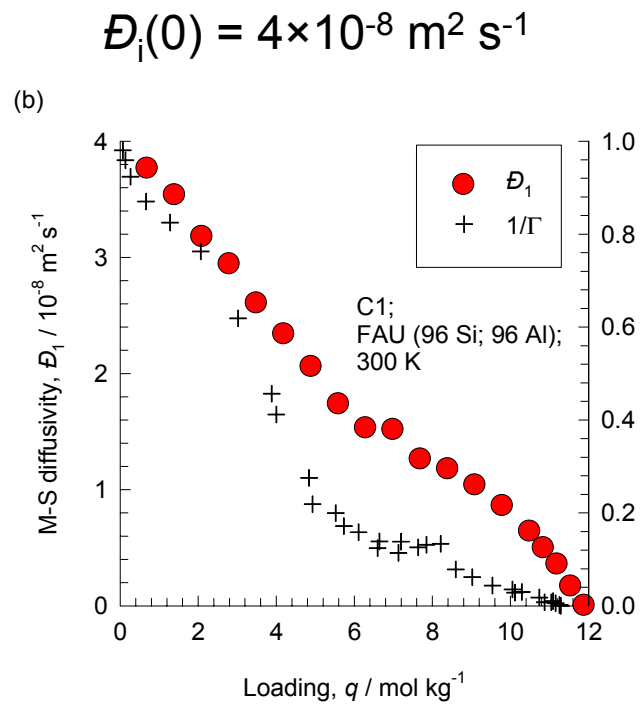 Đi(0) = 4×10-8 m2 s-1
(b)
Đ1
1/Γ
C1;
FAU (96 Si; 96 Al);
300 K
M-S diffusivity, Đ1 / 10-8 m2 s-1
4
3
2
1
0
1.0
0.8
0.6
0.4
0.2
0.0
0 2 4 6 8 10 12
Loading, q / mol kg-1